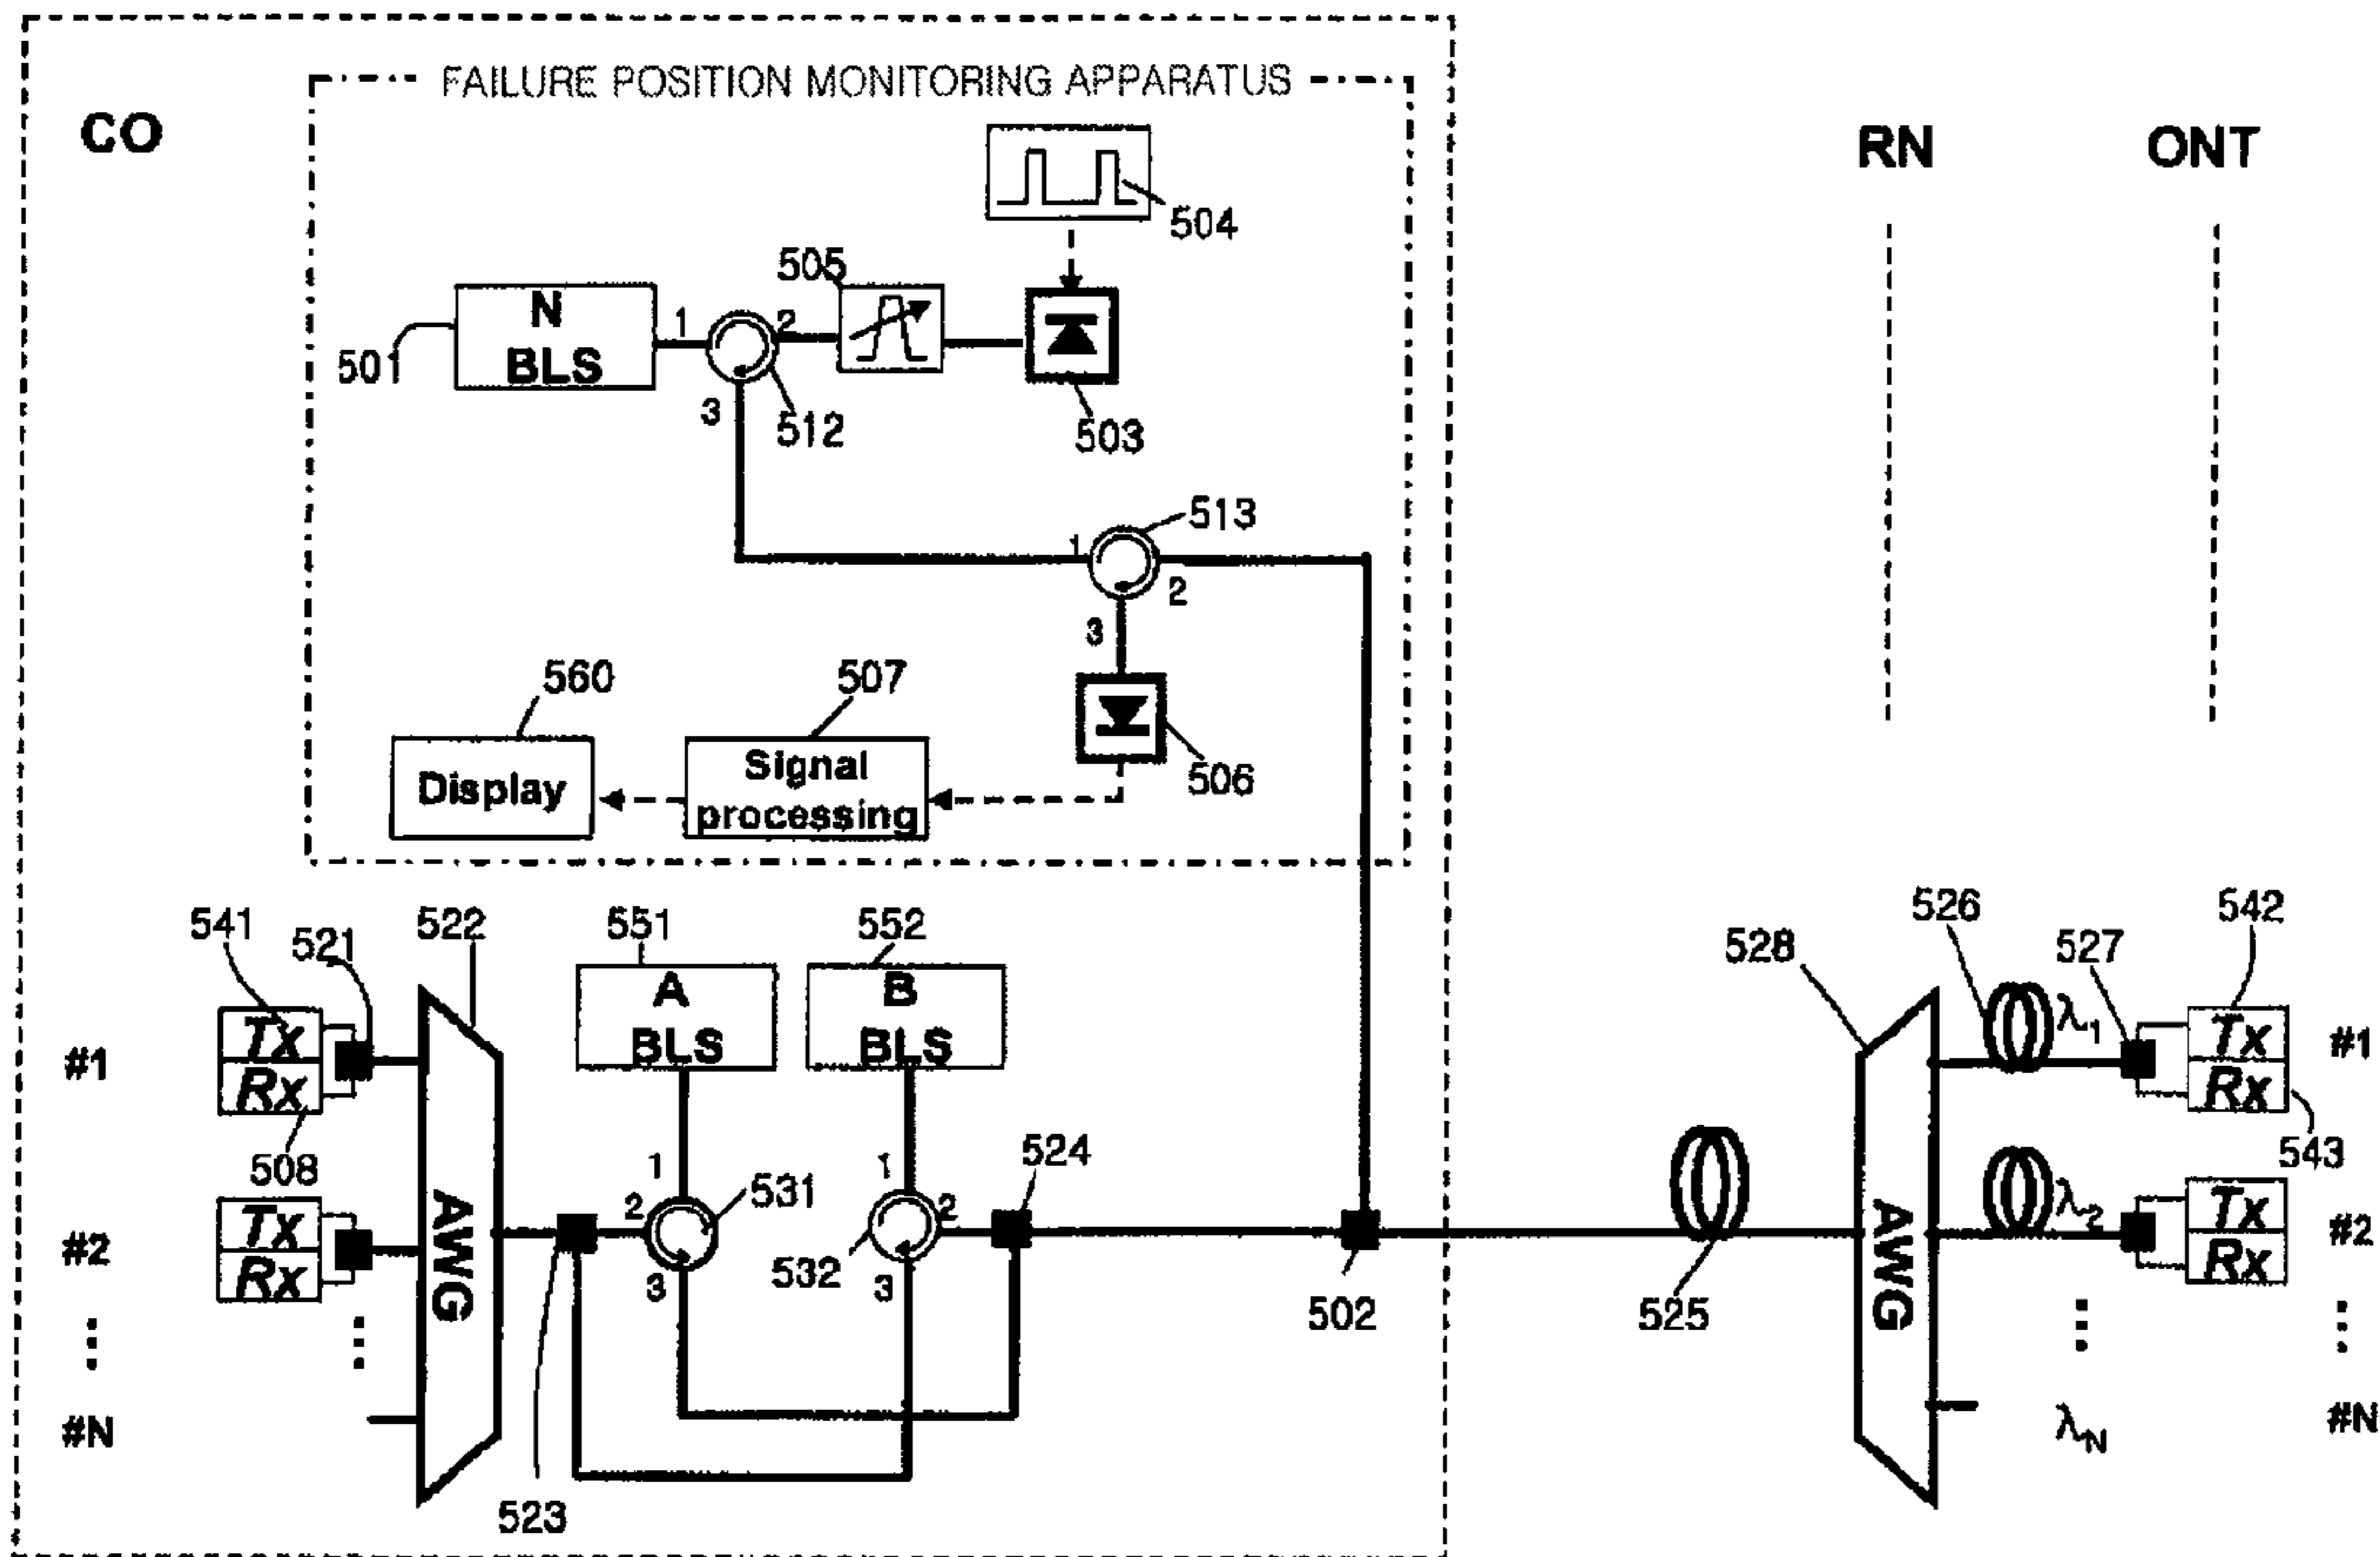 FAILURE POSITION MONITORING APPARATUS
CO
RN
ONT
504
505
N
BLS
501
1
2
3
512
503
513
1
2
3
506
560
507
Display
Signal
processing
541
521
522
551
552
A
BLS
B
BLS
528
526
527
542
#1
Tx
Rx
508
λ1
Tx
Rx
#1
543
#2
Tx
Rx
AWG
1
2
3
531
1
2
3
532
524
502
525
AWG
λ2
Tx
Rx
#2
#N
λN
#N
523